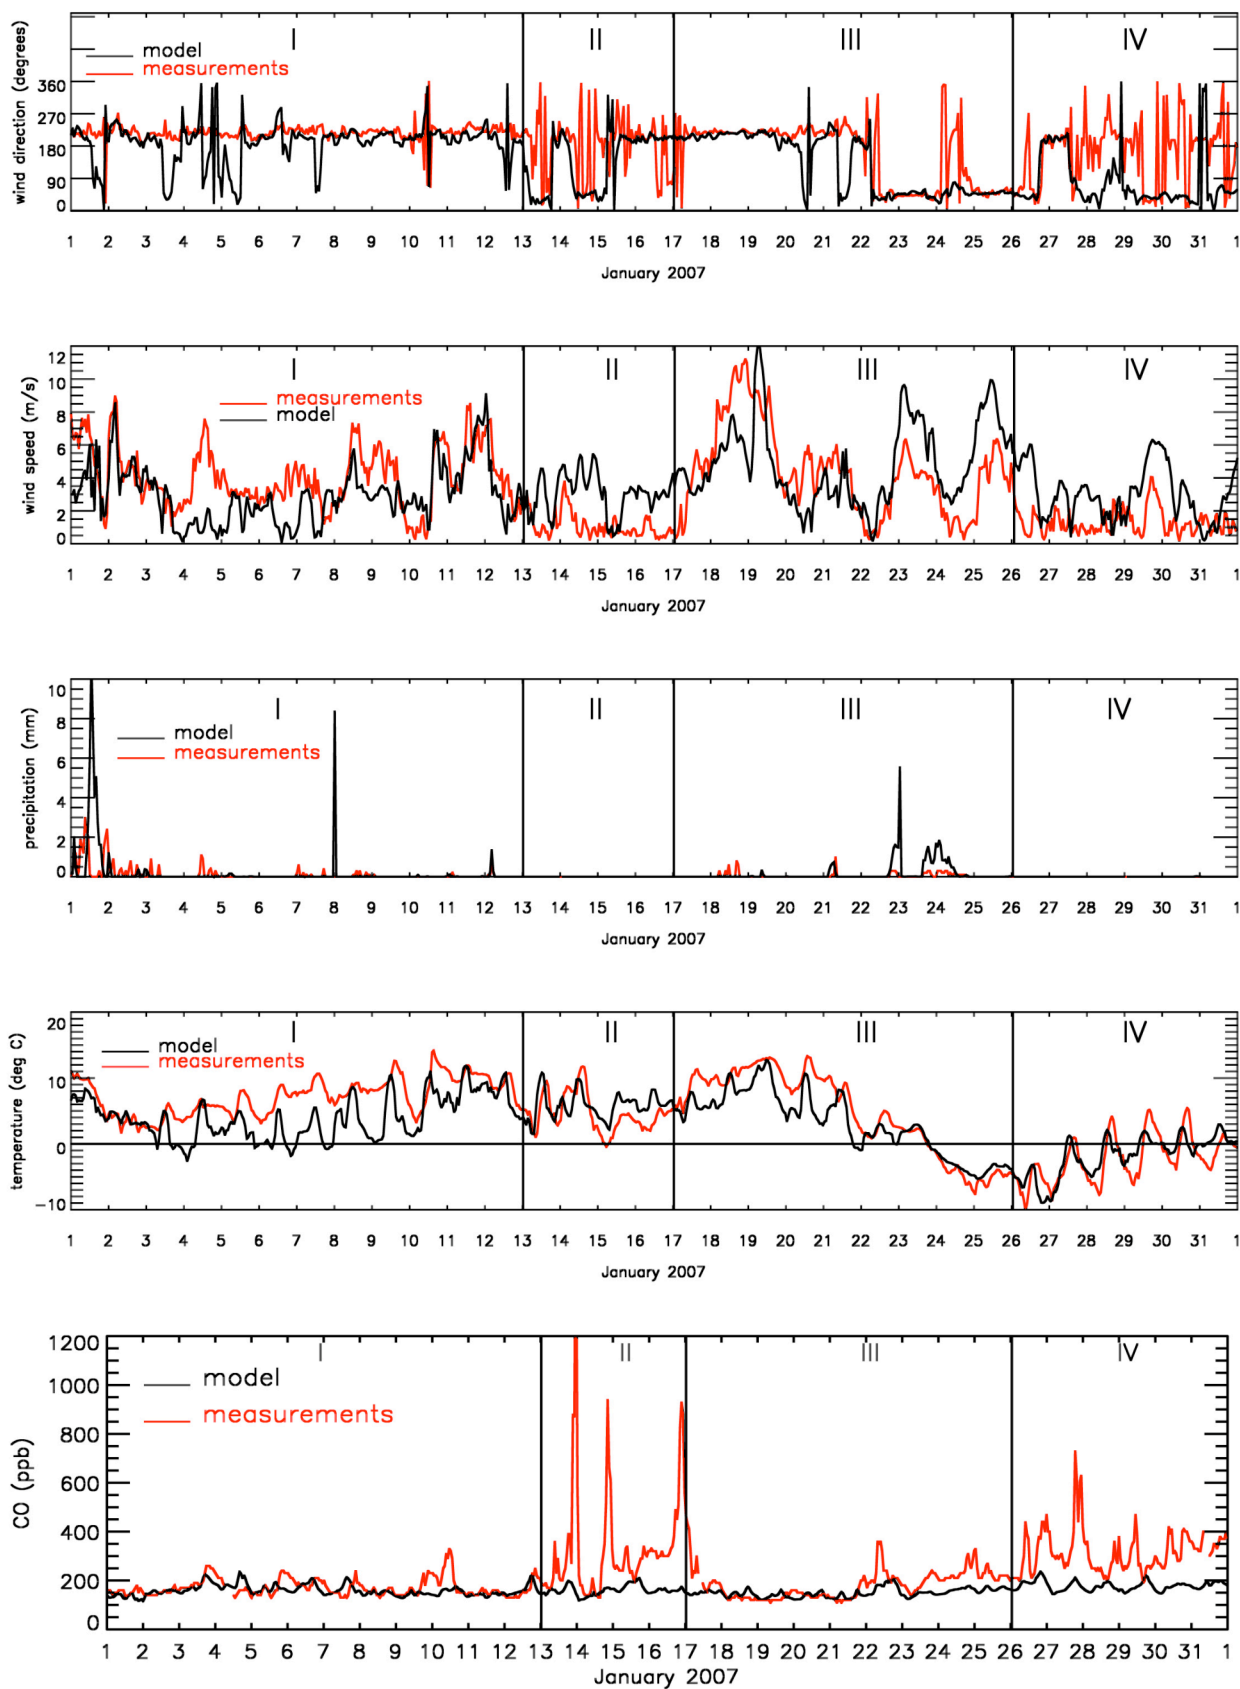 wind direction (degrees)
I II III IV
model
measurements
360
270
180
90
0
1 2 3 4 5 6 7 8 9 10 11 12 13 14 15 16 17 18 19 20 21 22 23 24 25 26 27 28 29 30 31 1
January 2007
wind speed (m/s)
I II III IV
measurements
model
12
10
8
6
4
2
0
1 2 3 4 5 6 7 8 9 10 11 12 13 14 15 16 17 18 19 20 21 22 23 24 25 26 27 28 29 30 31 1
January 2007
precipitation (mm)
I II III IV
model
measurements
10
8
6
4
2
0
1 2 3 4 5 6 7 8 9 10 11 12 13 14 15 16 17 18 19 20 21 22 23 24 25 26 27 28 29 30 31 1
January 2007
temperature (deg C)
I II III IV
model
measurements
20
10
0
-10
1 2 3 4 5 6 7 8 9 10 11 12 13 14 15 16 17 18 19 20 21 22 23 24 25 26 27 28 29 30 31 1
January 2007
CO (ppb)
I II III IV
model
measurements
1200
1000
800
600
400
200
0
1 2 3 4 5 6 7 8 9 10 11 12 13 14 15 16 17 18 19 20 21 22 23 24 25 26 27 28 29 30 31 1
January 2007